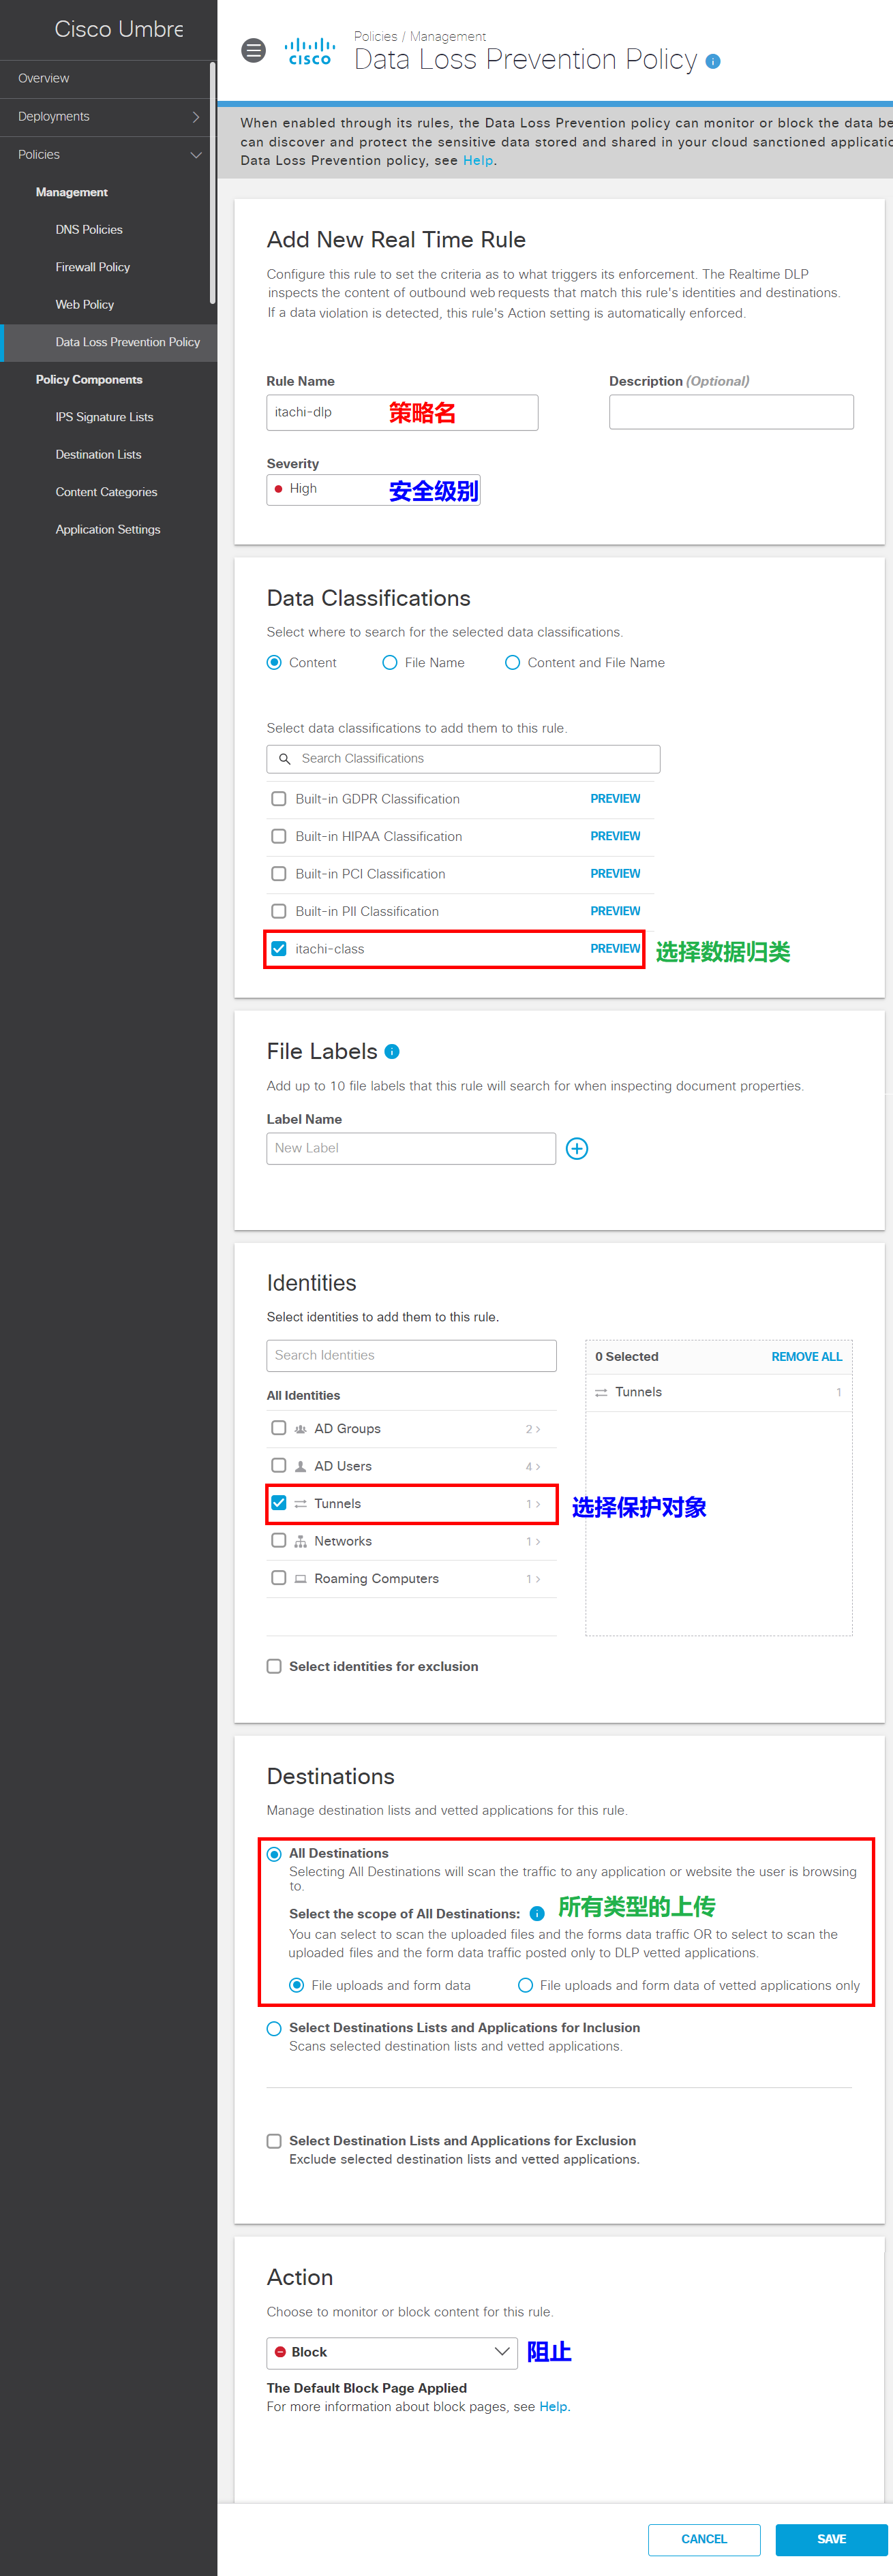 Cisco Umbre
Overview
Deployments
Policies
Management
DNS Policies
Firewall Policy
Web Policy
Data Loss Prevention Policy
Policy Components
IPS Signature Lists
Destination Lists
Content Categories
Application Settings
CISCO
Policies / Management
Data Loss Prevention Policy
When enabled through its rules, the Data Loss Prevention policy can monitor or block the data be
can discover and protect the sensitive data stored and shared in your cloud sanctioned applicatio
Data Loss Prevention policy, see Help.
Add New Real Time Rule
Configure this rule to set the criteria as to what triggers its enforcement. The Realtime DLP
inspects the content of outbound web requests that match this rule's identities and destinations.
If a data violation is detected, this rule's Action setting is automatically enforced.
Rule Name
Description (Optional)
itachi-dlp 策略名
Severity
High 安全级别
Data Classifications
Select where to search for the selected data classifications.
Content File Name Content and File Name
Select data classifications to add them to this rule.
Search Classifications
Built-in GDPR Classification PREVIEW
Built-in HIPAA Classification PREVIEW
Built-in PCI Classification PREVIEW
Built-in PII Classification PREVIEW
itachi-class PREVIEW 选择数据归类
File Labels
Add up to 10 file labels that this rule will search for when inspecting document properties.
Label Name
New Label
Identities
Select identities to add them to this rule.
Search Identities
All Identities
AD Groups 2
AD Users 4
Tunnels 1 选择保护对象
Networks 1
Roaming Computers 1
0 Selected REMOVE ALL
Tunnels 1
Select identities for exclusion
Destinations
Manage destination lists and vetted applications for this rule.
All Destinations
Selecting All Destinations will scan the traffic to any application or website the user is browsing
to.
Select the scope of All Destinations: 所有类型的上传
You can select to scan the uploaded files and the forms data traffic OR to select to scan the
uploaded files and the form data traffic posted only to DLP vetted applications.
File uploads and form data File uploads and form data of vetted applications only
Select Destinations Lists and Applications for Inclusion
Scans selected destination lists and vetted applications.
Select Destination Lists and Applications for Exclusion
Exclude selected destination lists and vetted applications.
Action
Choose to monitor or block content for this rule.
Block 阻止
The Default Block Page Applied
For more information about block pages, see Help.
CANCEL SAVE